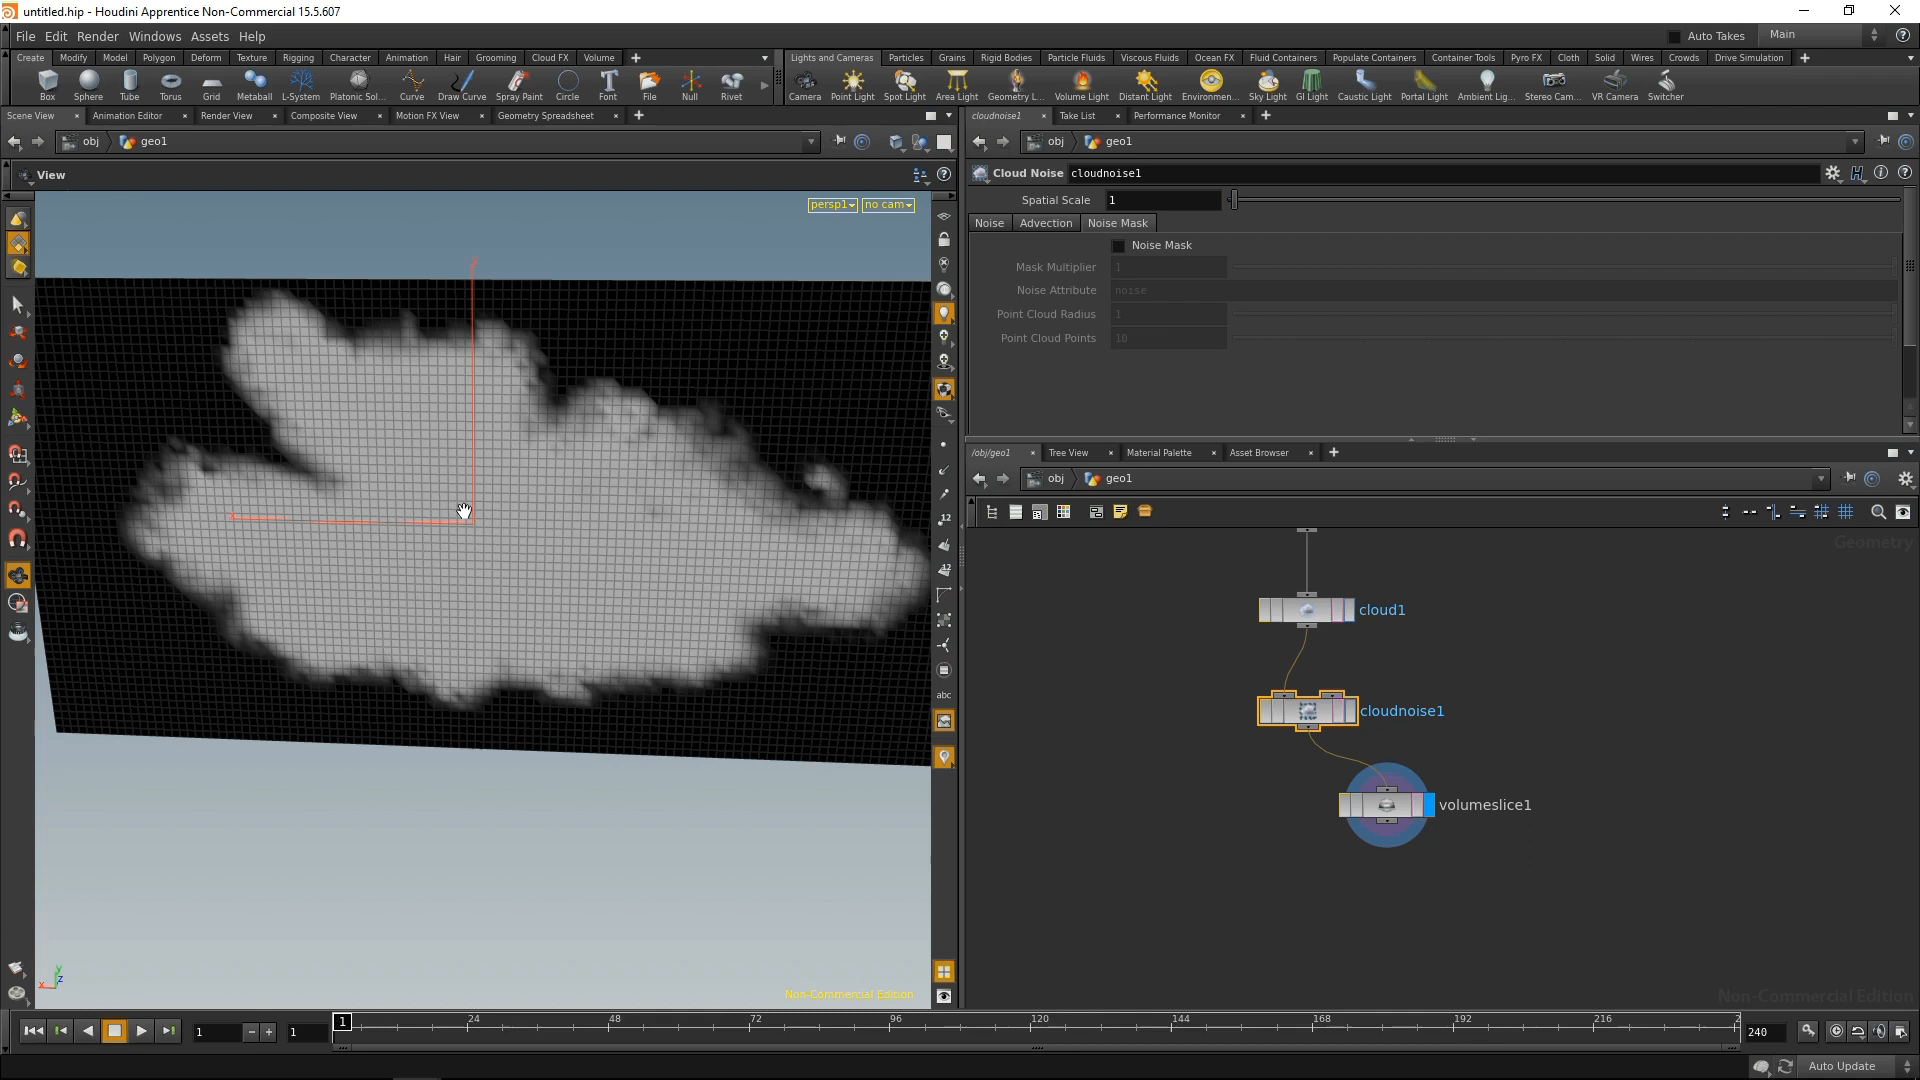 untitled.hip - Houdini Apprentice Non-Commercial 15.5.607
File Edit Render Windows Assets Help
Auto Takes Main
Create Modify Model Polygon Deform Texture Rigging Character Animation Hair Grooming Cloud FX Volume
Lights and Cameras Particles Grains Rigid Bodies Particle Fluids Viscous Fluids Ocean FX Fluid Containers Populate Containers Container Tools Pyro FX Cloth Solid Wires Crowds Drive Simulation
Box Sphere Tube Torus Grid Metaball L-System Platonic Sol... Curve Draw Curve Spray Paint Circle Font File Null Rivet
Camera Point Light Spot Light Area Light Geometry L... Volume Light Distant Light Environmen... Sky Light GI Light Caustic Light Portal Light Ambient Lig... Stereo Cam... VR Camera Switcher
Scene View Animation Editor Render View Composite View Motion FX View Geometry Spreadsheet
cloudnoise1 Take List Performance Monitor
obj geo1
obj geo1
View
Cloud Noise cloudnoise1
Spatial Scale 1
Noise Advection Noise Mask
Noise Mask
Mask Multiplier 1
Noise Attribute noise
Point Cloud Radius 1
Point Cloud Points 10
persp1 no cam
/obj/geo1 Tree View Material Palette Asset Browser
obj geo1
Geometry
cloud1
cloudnoise1
volumeslice1
12
12
abc
x
y
x y z
Non-Commercial Edition
Non-Commercial Edition
1 1 1 24 48 72 96 120 144 168 192 216 2 240
Auto Update